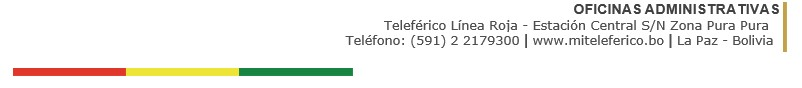 OFICINAS ADMINISTRATIVAS
Teleférico Línea Roja - Estación Central S/N Zona Pura Pura
Teléfono: (591) 2 2179300 | www.miteleferico.bo | La Paz - Bolivia